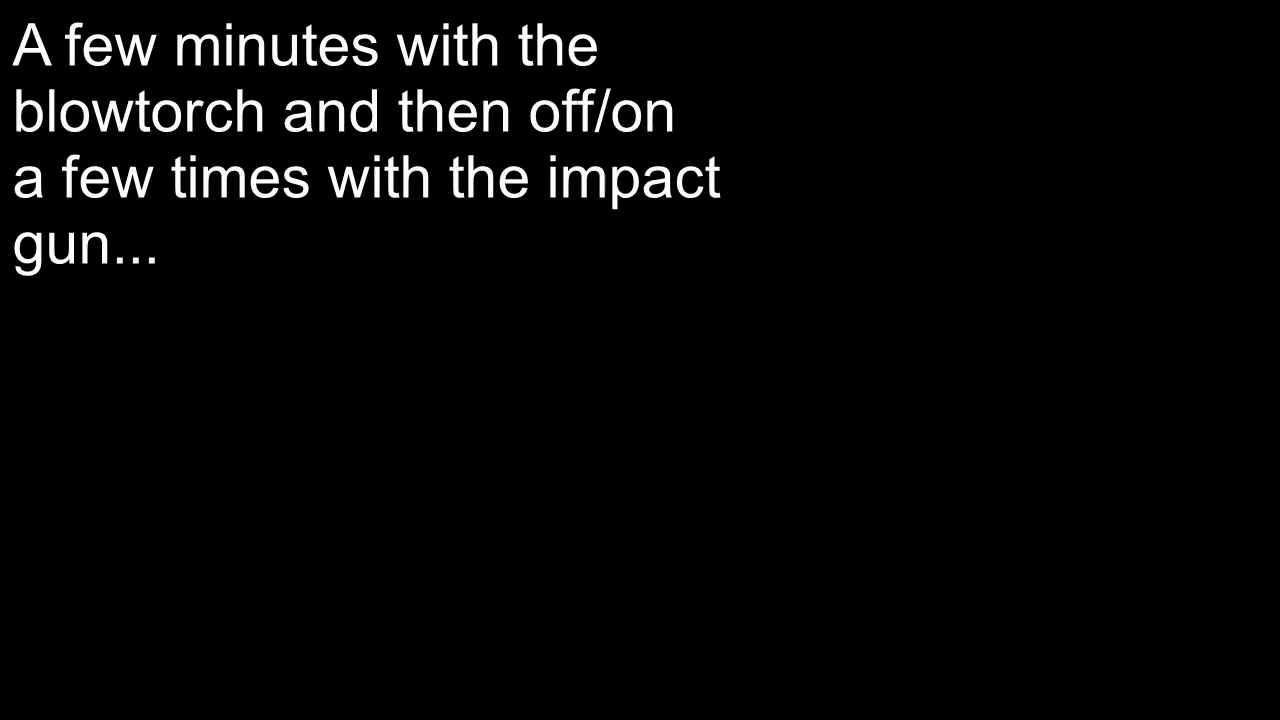 A few minutes with the
blowtorch and then off/on
a few times with the impact
gun...